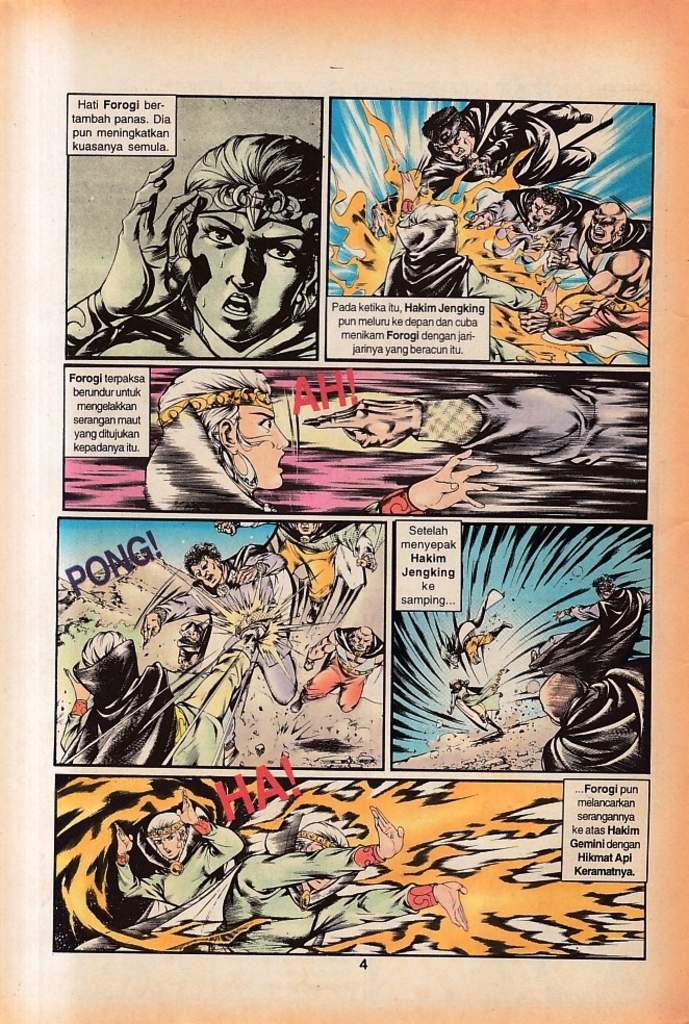 Hati Forogi ber-
tambah panas. Dia
pun meningkatkan
kuasanya semula.
Pada ketika itu, Hakim Jengking
pun meluru ke depan dan cuba
menikam Forogi dengan jari-
jarinya yang beracun itu.
Forogi terpaksa
berundur untuk
mengelakkan
serangan maut
yang ditujukan
kepadanya itu.
AH!
PONG!
Setelah
menyepak
Hakim
Jengking
ke
samping...
HA!
...Forogi pun
melancarkan
serangannya
ke atas Hakim
Gemini dengan
Hikmat Api
Keramatnya.
4